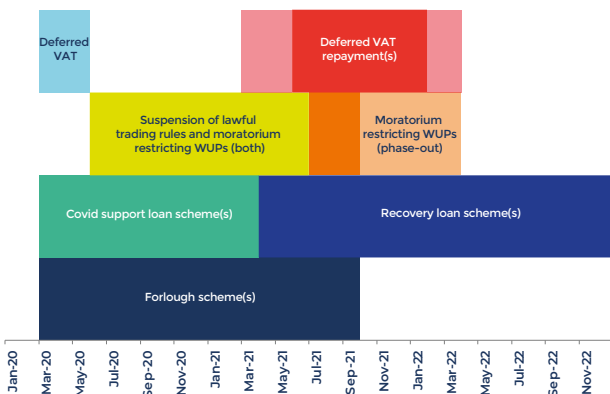 Deferred
VAT
Deferred VAT
repayment(s)
Suspension of lawful
trading rules and moratorium
restricting WUPs (both)
Moratorium
restricting WUPs
(phase-out)
Covid support loan scheme(s)
Recovery loan scheme(s)
Forlough scheme(s)
Jan-20
Mar-20
May-20
Jul-20
Sep-20
Nov-20
Jan-21
Mar-21
May-21
Jul-21
Sep-21
Nov-21
Jan-22
Mar-22
May-22
Jul-22
Sep-22
Nov-22